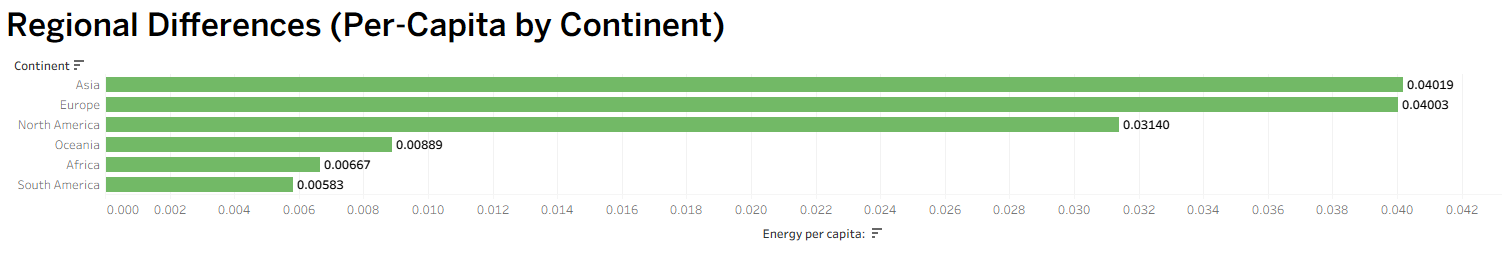 Regional Differences (Per-Capita by Continent)
Continent
Asia 0.04019
Europe 0.04003
North America 0.03140
Oceania 0.00889
Africa 0.00667
South America 0.00583
0.000 0.002 0.004 0.006 0.008 0.010 0.012 0.014 0.016 0.018 0.020 0.022 0.024 0.026 0.028 0.030 0.032 0.034 0.036 0.038 0.040 0.042
Energy per capita: